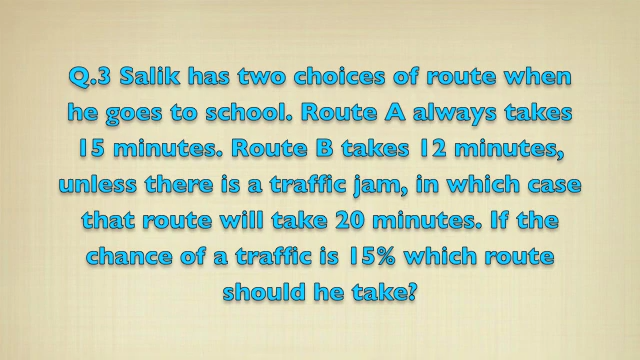 Q.3 Salik has two choices of route when
he goes to school. Route A always takes
15 minutes. Route B takes 12 minutes,
unless there is a traffic jam, in which case
that route will take 20 minutes. If the
chance of a traffic is 15% which route
should he take?